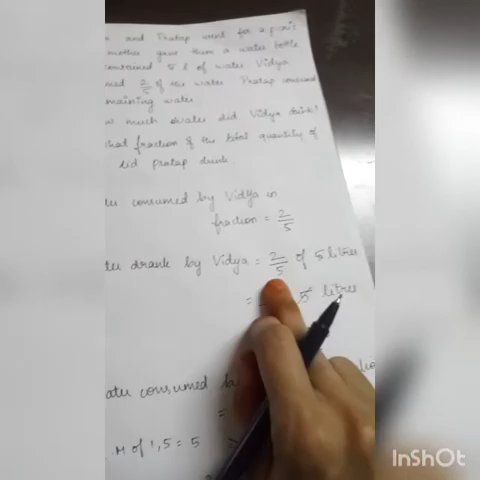 and Pratap went for a picnic
mother gave them a water bottle
contained 5 l of water Vidya
2/5 of the water Pratap consumed
remaining water
much water did Vidya drink?
What fraction of the total quantity of
did pratap drink
consumed by Vidya in
fraction = 2/5
drank by Vidya = 2/5 of 5 litres
= 5 litres
consumed
=
M of 1,5 = 5
InShOt